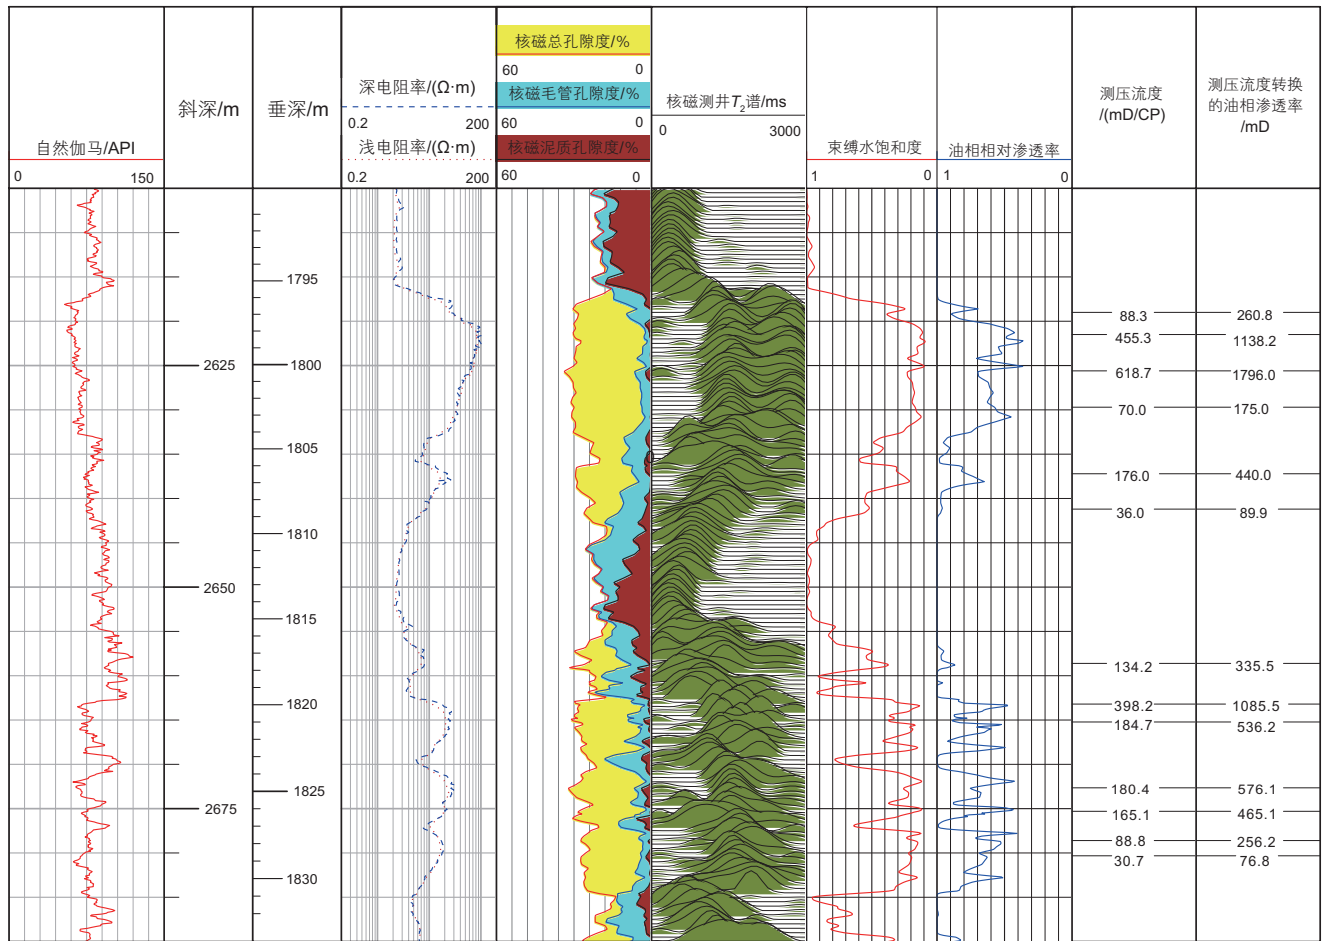 自然伽马/API
0 150
斜深/m
垂深/m
深电阻率/(Ω·m)
0.2 200
浅电阻率/(Ω·m)
0.2 200
核磁总孔隙度/%
60 0
核磁毛管孔隙度/%
60 0
核磁泥质孔隙度/%
60 0
核磁测井T₂谱/ms
0 3000
束缚水饱和度
1 0
油相相对渗透率
1 0
测压流度
/(mD/CP)
测压流度转换
的油相渗透率
/mD
1795
88.3 260.8
455.3 1138.2
2625 1800
618.7 1796.0
70.0 175.0
1805
176.0 440.0
36.0 89.9
1810
2650
1815
134.2 335.5
1820
398.2 1085.5
184.7 536.2
1825
180.4 576.1
2675
165.1 465.1
88.8 256.2
30.7 76.8
1830